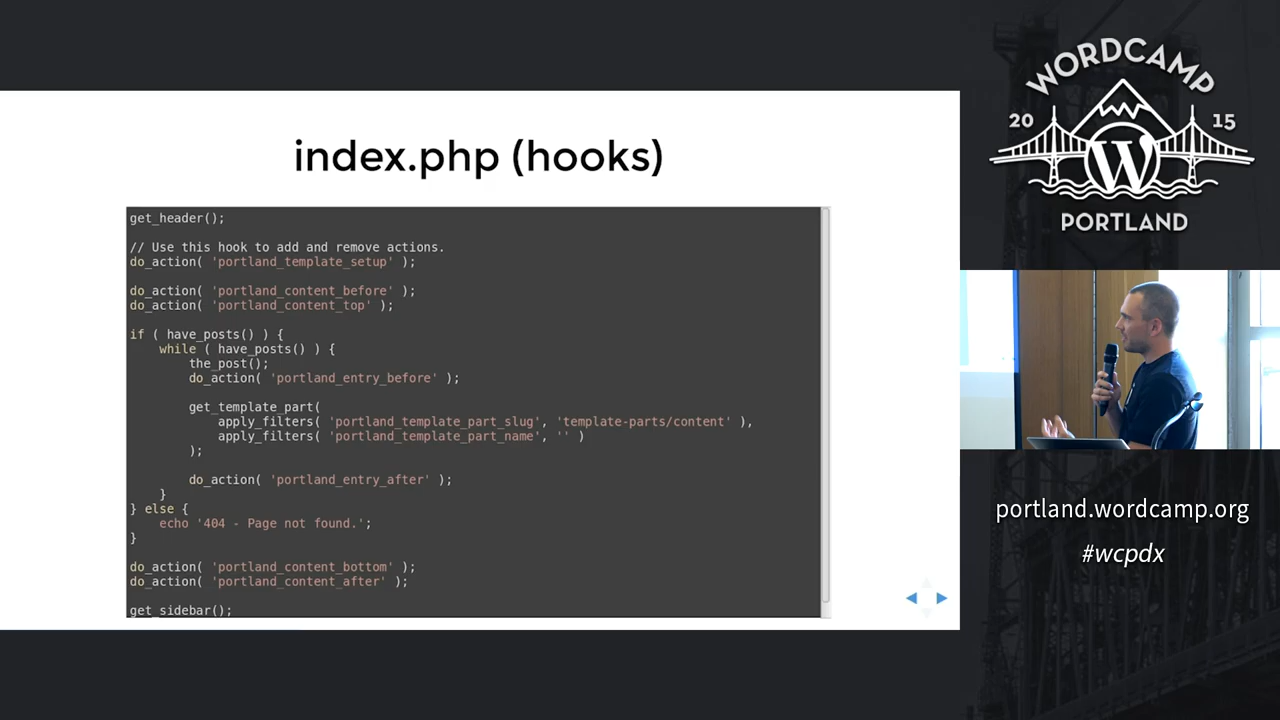 index.php (hooks)
get_header();
// Use this hook to add and remove actions.
do_action( 'portland_template_setup' );
do_action( 'portland_content_before' );
do_action( 'portland_content_top' );
if ( have_posts() ) {
    while ( have_posts() ) {
        the_post();
        do_action( 'portland_entry_before' );
        get_template_part(
            apply_filters( 'portland_template_part_slug', 'template-parts/content' ),
            apply_filters( 'portland_template_part_name', '' )
        );
        do_action( 'portland_entry_after' );
    }
} else {
    echo '404 - Page not found.';
}
do_action( 'portland_content_bottom' );
do_action( 'portland_content_after' );
get_sidebar();
WORDCAMP
20 15
W
PORTLAND
portland.wordcamp.org
#wcpdx